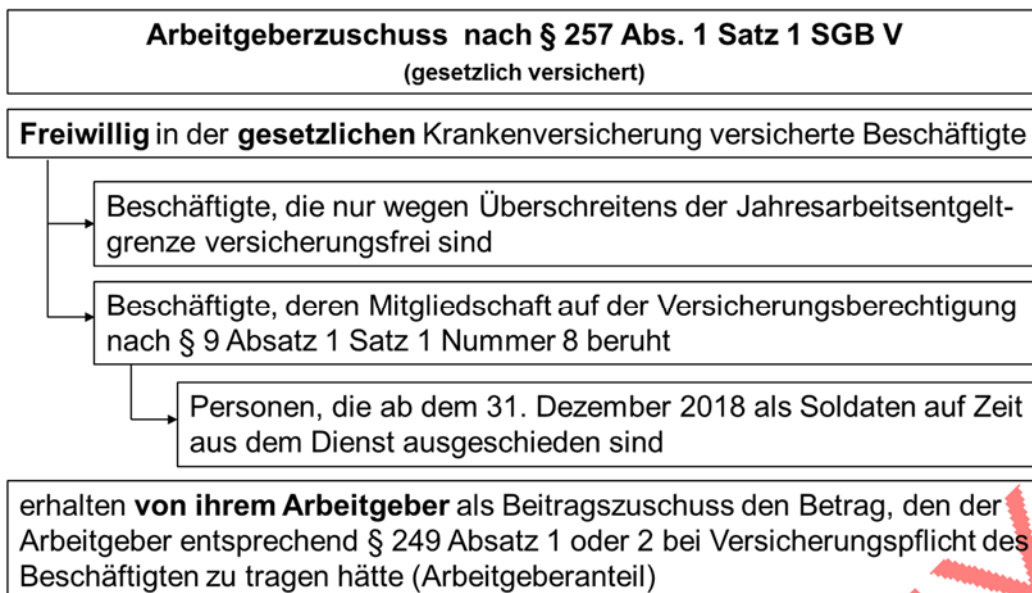 Arbeitgeberzuschuss nach § 257 Abs. 1 Satz 1 SGB V
(gesetzlich versichert)
Freiwillig in der gesetzlichen Krankenversicherung versicherte Beschäftigte
Beschäftigte, die nur wegen Überschreitens der Jahresarbeitsentgelt-
grenze versicherungsfrei sind
Beschäftigte, deren Mitgliedschaft auf der Versicherungsberechtigung
nach § 9 Absatz 1 Satz 1 Nummer 8 beruht
Personen, die ab dem 31. Dezember 2018 als Soldaten auf Zeit
aus dem Dienst ausgeschieden sind
erhalten von ihrem Arbeitgeber als Beitragszuschuss den Betrag, den der
Arbeitgeber entsprechend § 249 Absatz 1 oder 2 bei Versicherungspflicht des
Beschäftigten zu tragen hätte (Arbeitgeberanteil)